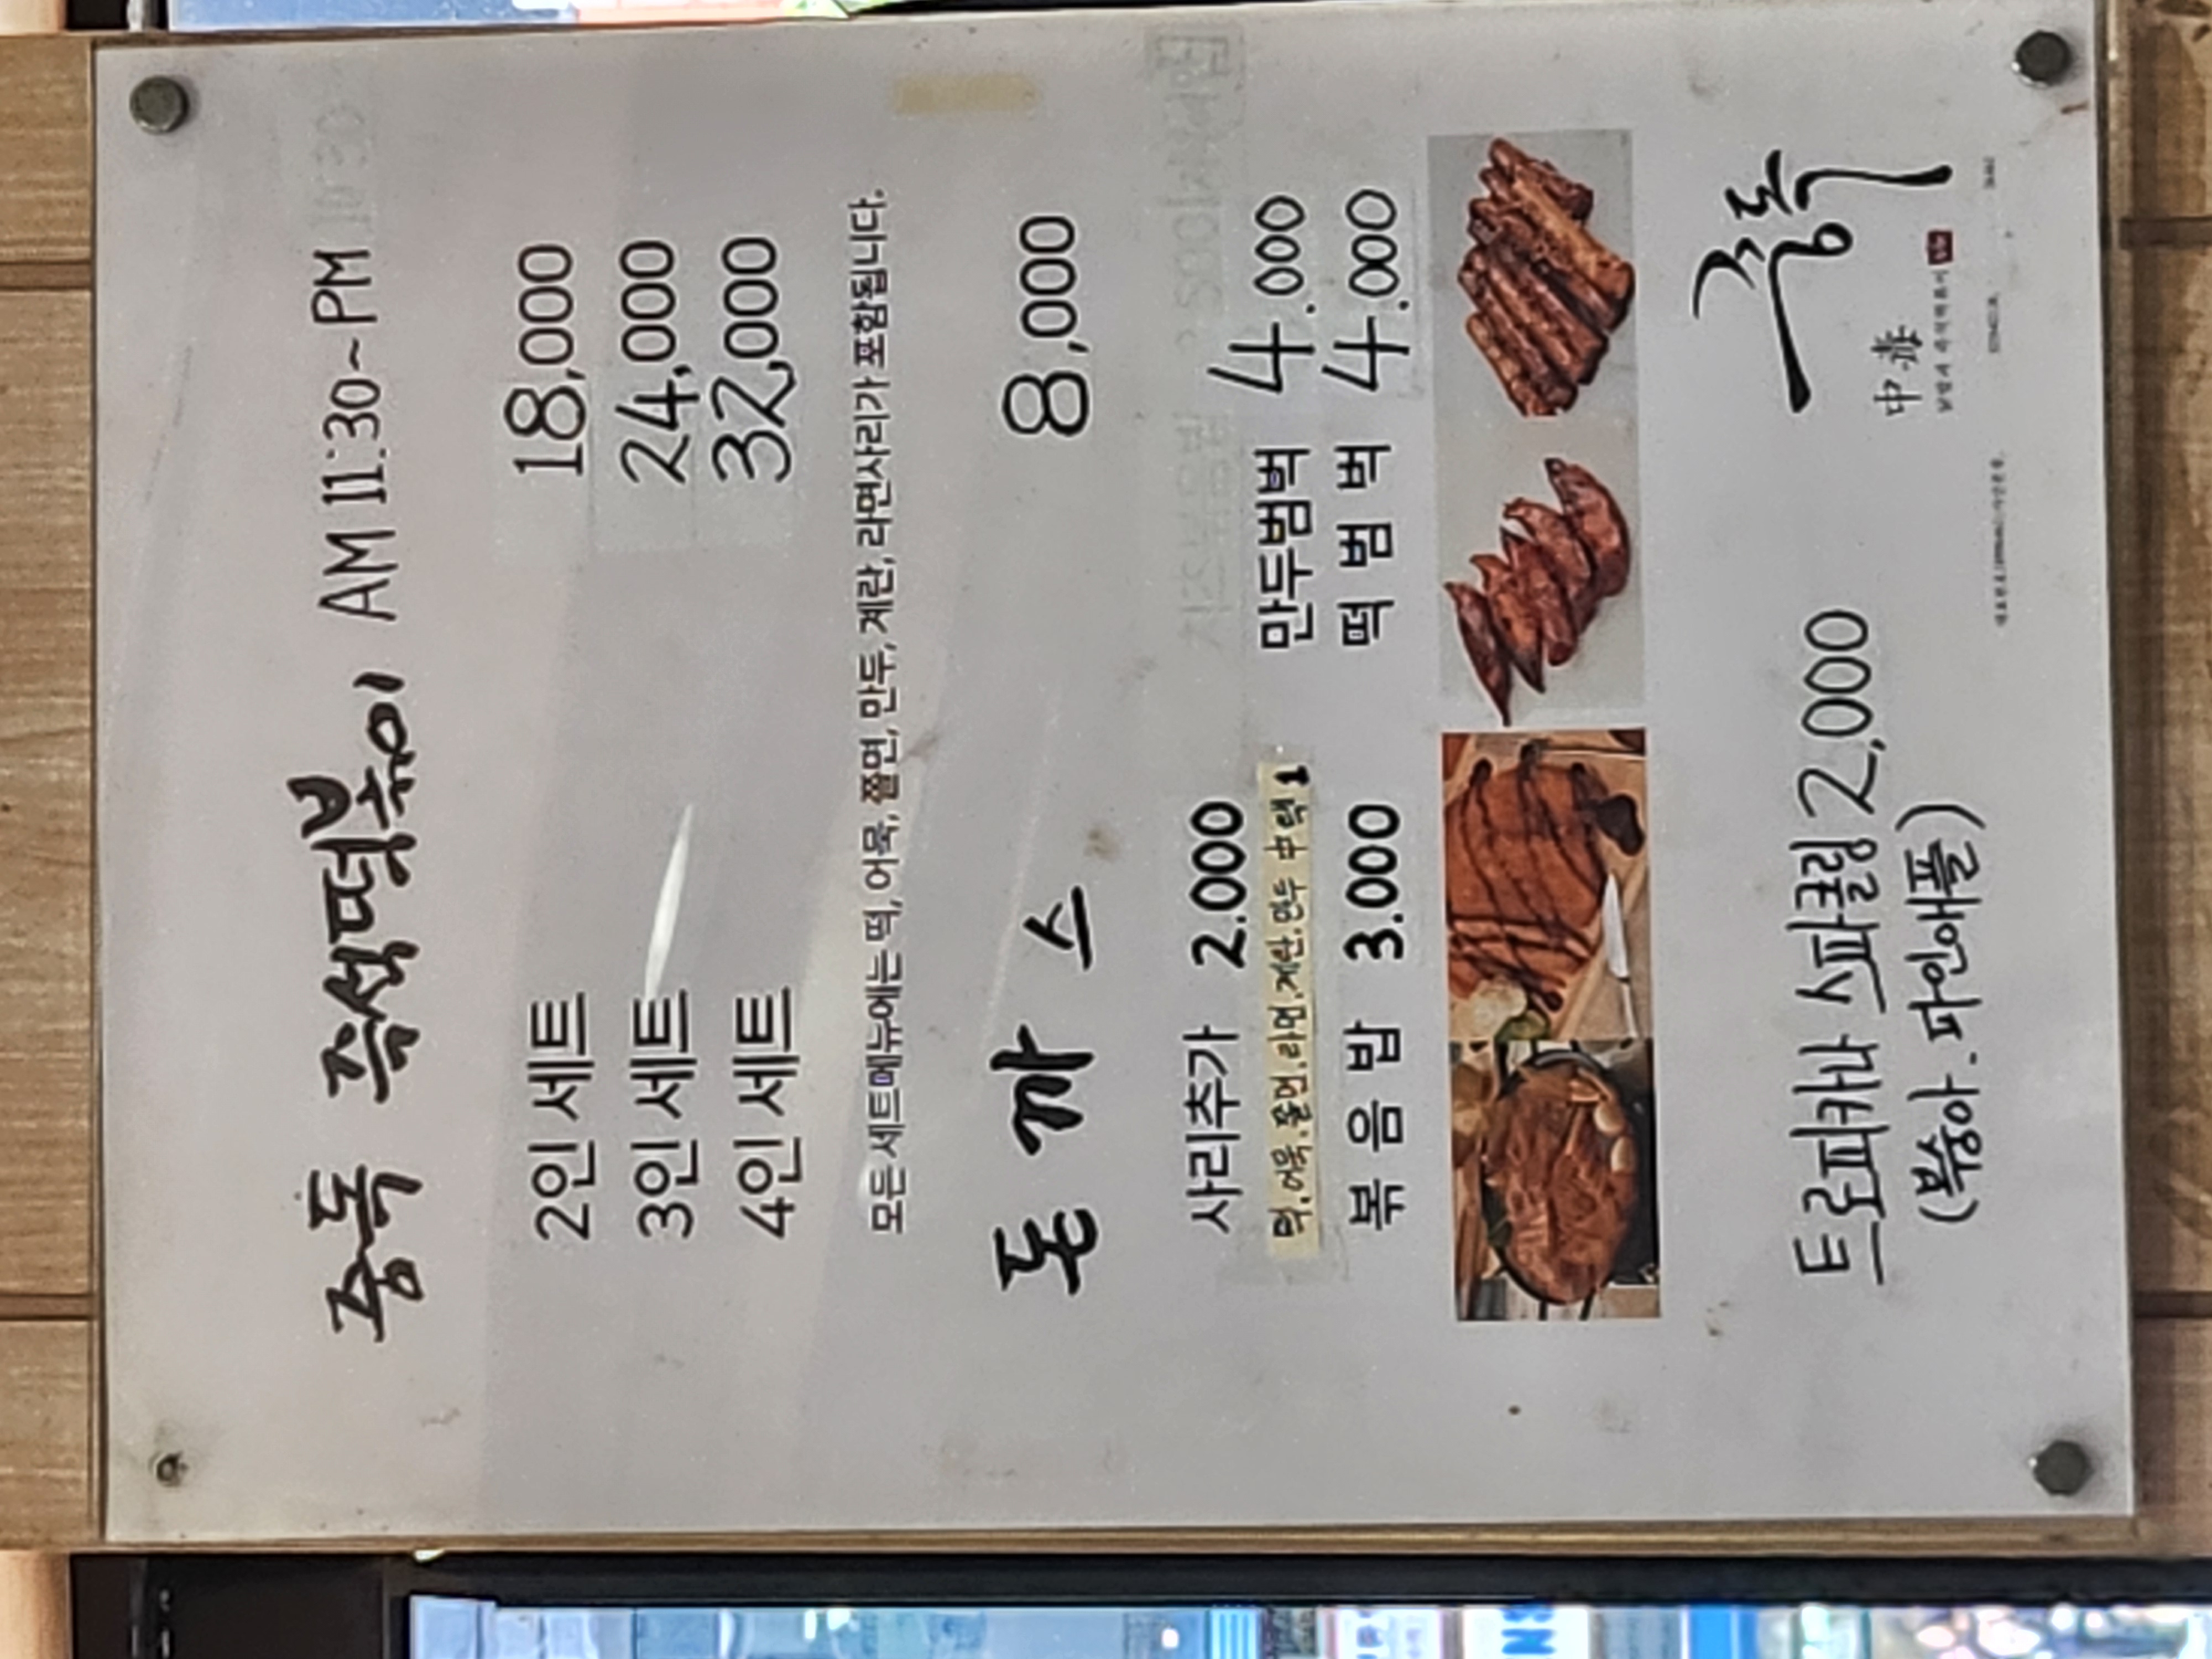 중독 즉석떡볶이 AM 11:30~PM
2인 세트 18,000
3인 세트 24,000
4인 세트 32,000
모든 세트메뉴에는 떡, 어묵, 쫄면, 만두, 계란, 라면사리가 포함됩니다.
돈까스 8,000
사리추가 2.000
떡.어묵.쫄면.라면.계란.만두 中 택 1
볶음밥 3.000
만두범벅 4.000
떡범벅 4.000
트로피카나 스파클링 2,000
(복숭아. 파인애플)
중독
中毒
닭발과 즉석떡볶이